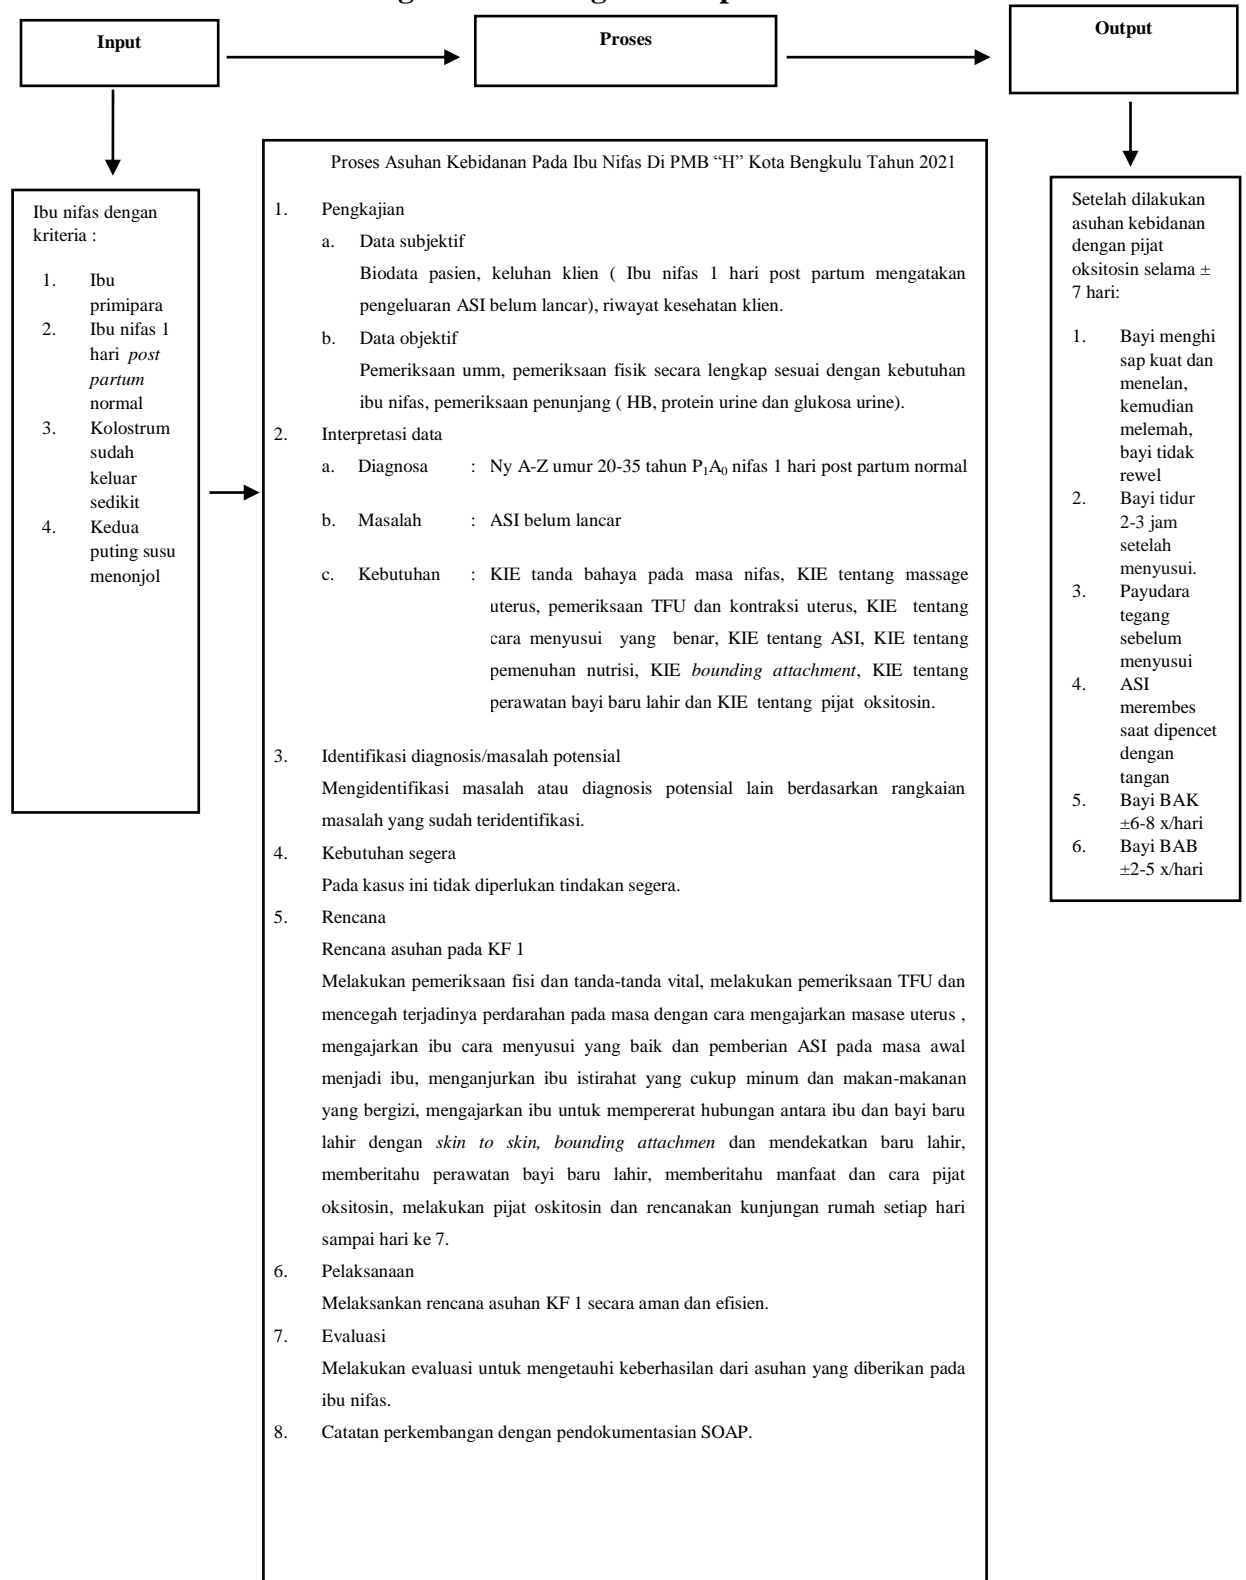 Input
Proses
Output
Ibu nifas dengan
kriteria :
1. Ibu
primipara
2. Ibu nifas 1
hari post
partum
normal
3. Kolostrum
sudah
keluar
sedikit
4. Kedua
puting susu
menonjol
Proses Asuhan Kebidanan Pada Ibu Nifas Di PMB “H” Kota Bengkulu Tahun 2021
1. Pengkajian
a. Data subjektif
Biodata pasien, keluhan klien ( Ibu nifas 1 hari post partum mengatakan
pengeluaran ASI belum lancar), riwayat kesehatan klien.
b. Data objektif
Pemeriksaan umm, pemeriksaan fisik secara lengkap sesuai dengan kebutuhan
ibu nifas, pemeriksaan penunjang ( HB, protein urine dan glukosa urine).
2. Interpretasi data
a. Diagnosa : Ny A-Z umur 20-35 tahun P₁A₀ nifas 1 hari post partum normal
b. Masalah : ASI belum lancar
c. Kebutuhan : KIE tanda bahaya pada masa nifas, KIE tentang massage
uterus, pemeriksaan TFU dan kontraksi uterus, KIE tentang
cara menyusui yang benar, KIE tentang ASI, KIE tentang
pemenuhan nutrisi, KIE bounding attachment, KIE tentang
perawatan bayi baru lahir dan KIE tentang pijat oksitosin.
3. Identifikasi diagnosis/masalah potensial
Mengidentifikasi masalah atau diagnosis potensial lain berdasarkan rangkaian
masalah yang sudah teridentifikasi.
4. Kebutuhan segera
Pada kasus ini tidak diperlukan tindakan segera.
5. Rencana
Rencana asuhan pada KF 1
Melakukan pemeriksaan fisi dan tanda-tanda vital, melakukan pemeriksaan TFU dan
mencegah terjadinya perdarahan pada masa dengan cara mengajarkan masase uterus ,
mengajarkan ibu cara menyusui yang baik dan pemberian ASI pada masa awal
menjadi ibu, menganjurkan ibu istirahat yang cukup minum dan makan-makanan
yang bergizi, mengajarkan ibu untuk mempererat hubungan antara ibu dan bayi baru
lahir dengan skin to skin, bounding attachmen dan mendekatkan baru lahir,
memberitahu perawatan bayi baru lahir, memberitahu manfaat dan cara pijat
oksitosin, melakukan pijat oskitosin dan rencanakan kunjungan rumah setiap hari
sampai hari ke 7.
6. Pelaksanaan
Melaksankan rencana asuhan KF 1 secara aman dan efisien.
7. Evaluasi
Melakukan evaluasi untuk mengetauhi keberhasilan dari asuhan yang diberikan pada
ibu nifas.
8. Catatan perkembangan dengan pendokumentasian SOAP.
Setelah dilakukan
asuhan kebidanan
dengan pijat
oksitosin selama ±
7 hari:
1. Bayi menghi
sap kuat dan
menelan,
kemudian
melemah,
bayi tidak
rewel
2. Bayi tidur
2-3 jam
setelah
menyusui.
3. Payudara
tegang
sebelum
menyusui
4. ASI
merembes
saat dipencet
dengan
tangan
5. Bayi BAK
±6-8 x/hari
6. Bayi BAB
±2-5 x/hari